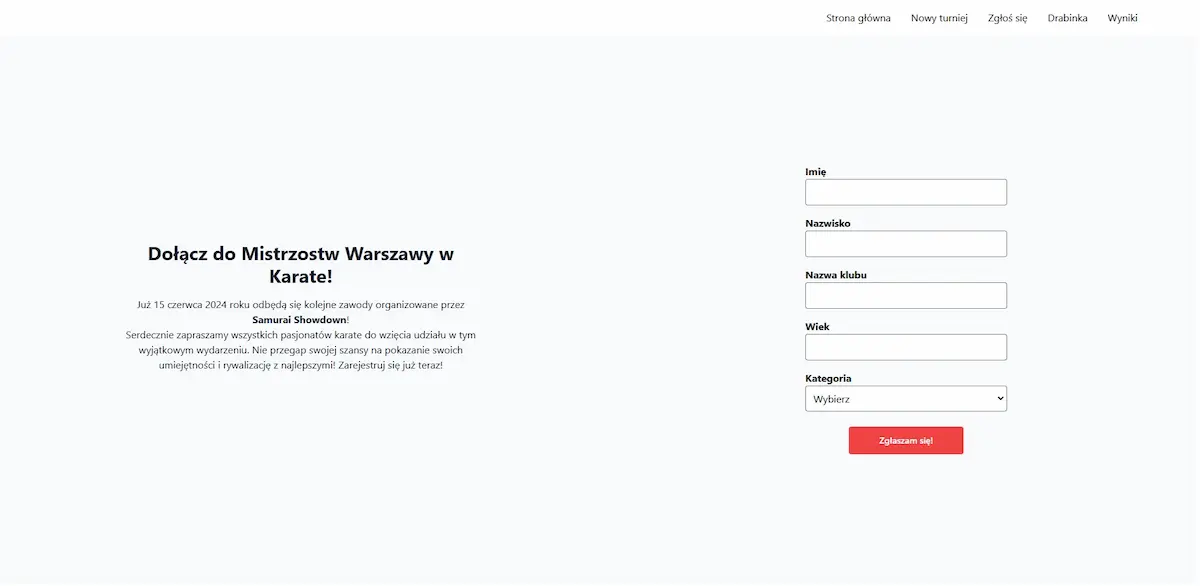 Strona główna Nowy turniej Zgłoś się Drabinka Wyniki
Dołącz do Mistrzostw Warszawy w
Karate!
Już 15 czerwca 2024 roku odbędą się kolejne zawody organizowane przez
Samurai Showdown!
Serdecznie zapraszamy wszystkich pasjonatów karate do wzięcia udziału w tym
wyjątkowym wydarzeniu. Nie przegap swojej szansy na pokazanie swoich
umiejętności i rywalizację z najlepszymi! Zarejestruj się już teraz!
Imię
Nazwisko
Nazwa klubu
Wiek
Kategoria
Wybierz
Zgłaszam się!